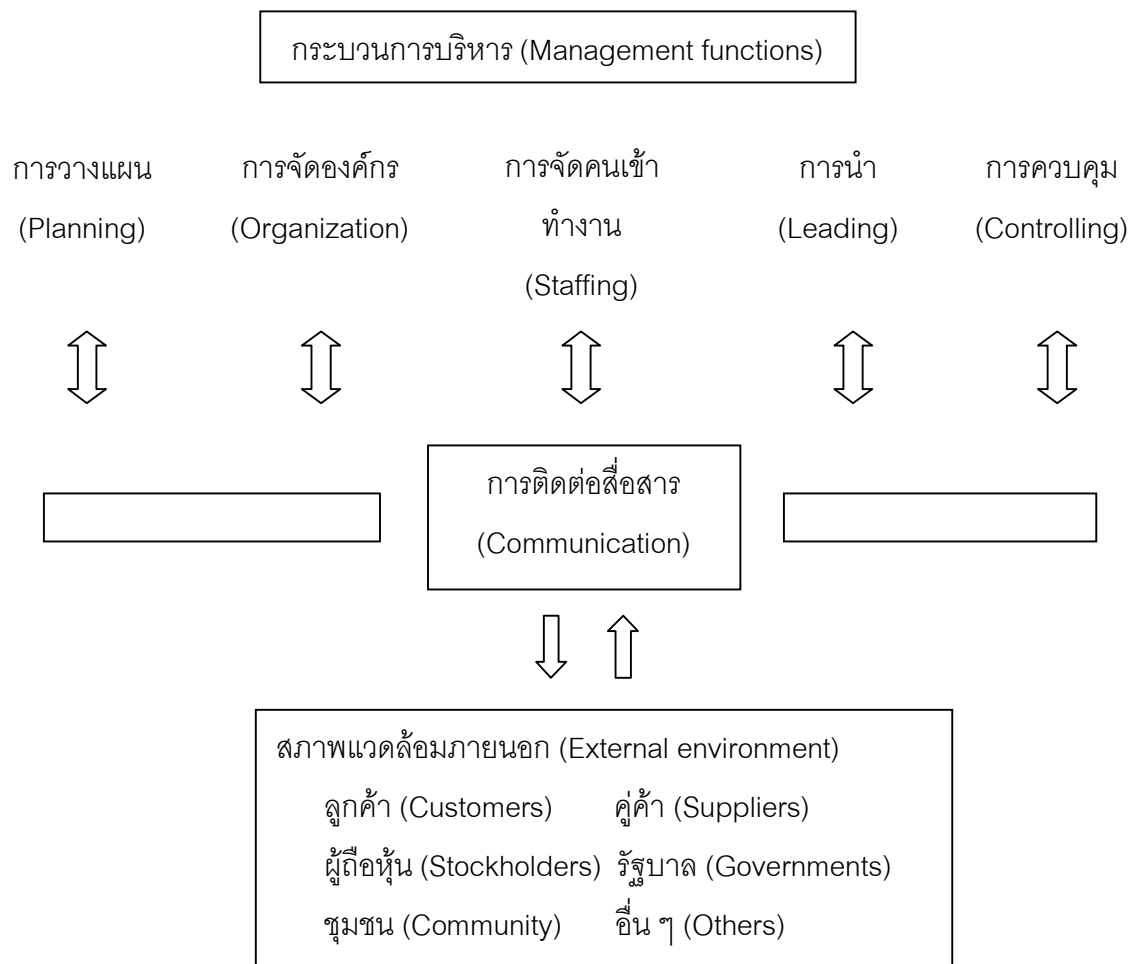 กระบวนการบริหาร (Management functions)
การวางแผน การจัดองค์กร การจัดคนเข้า การนำ การควบคุม
(Planning) (Organization) ทำงาน (Leading) (Controlling)
(Staffing)
การติดต่อสื่อสาร
(Communication)
สภาพแวดล้อมภายนอก (External environment)
ลูกค้า (Customers) คู่ค้า (Suppliers)
ผู้ถือหุ้น (Stockholders) รัฐบาล (Governments)
ชุมชน (Community) อื่น ๆ (Others)